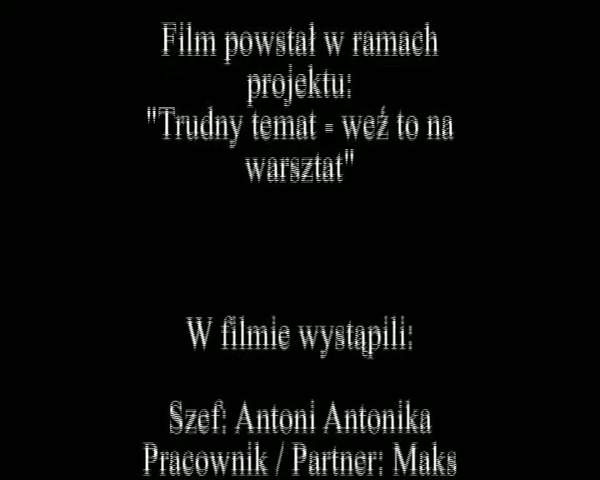 Film powstał w ramach
projektu:
"Trudny temat - weź to na
warsztat"
W filmie wystąpili:
Szef: Antoni Antonika
Pracownik / Partner: Maks